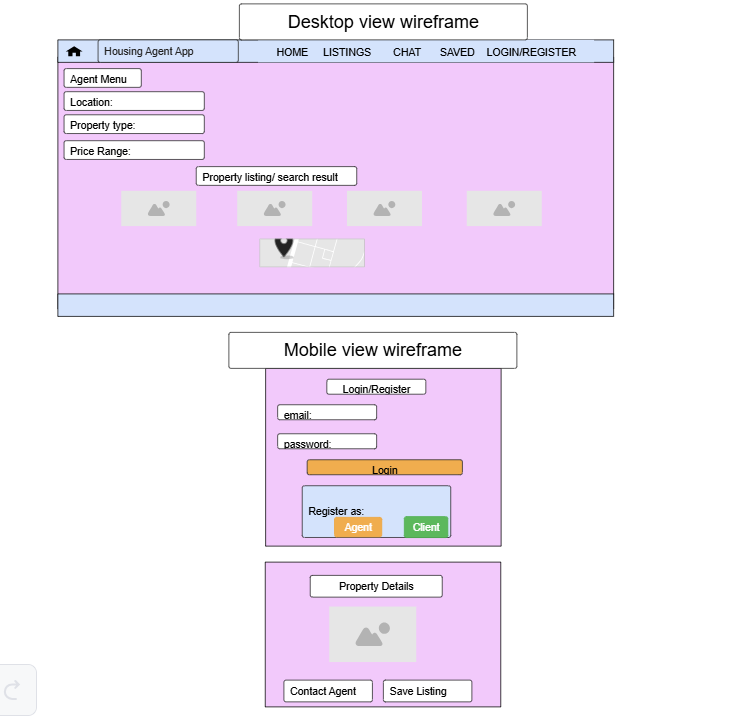 Desktop view wireframe
Housing Agent App
HOME LISTINGS CHAT SAVED LOGIN/REGISTER
Agent Menu
Location:
Property type:
Price Range:
Property listing/ search result
Mobile view wireframe
Login/Register
email:
password:
Login
Register as:
Agent Client
Property Details
Contact Agent Save Listing